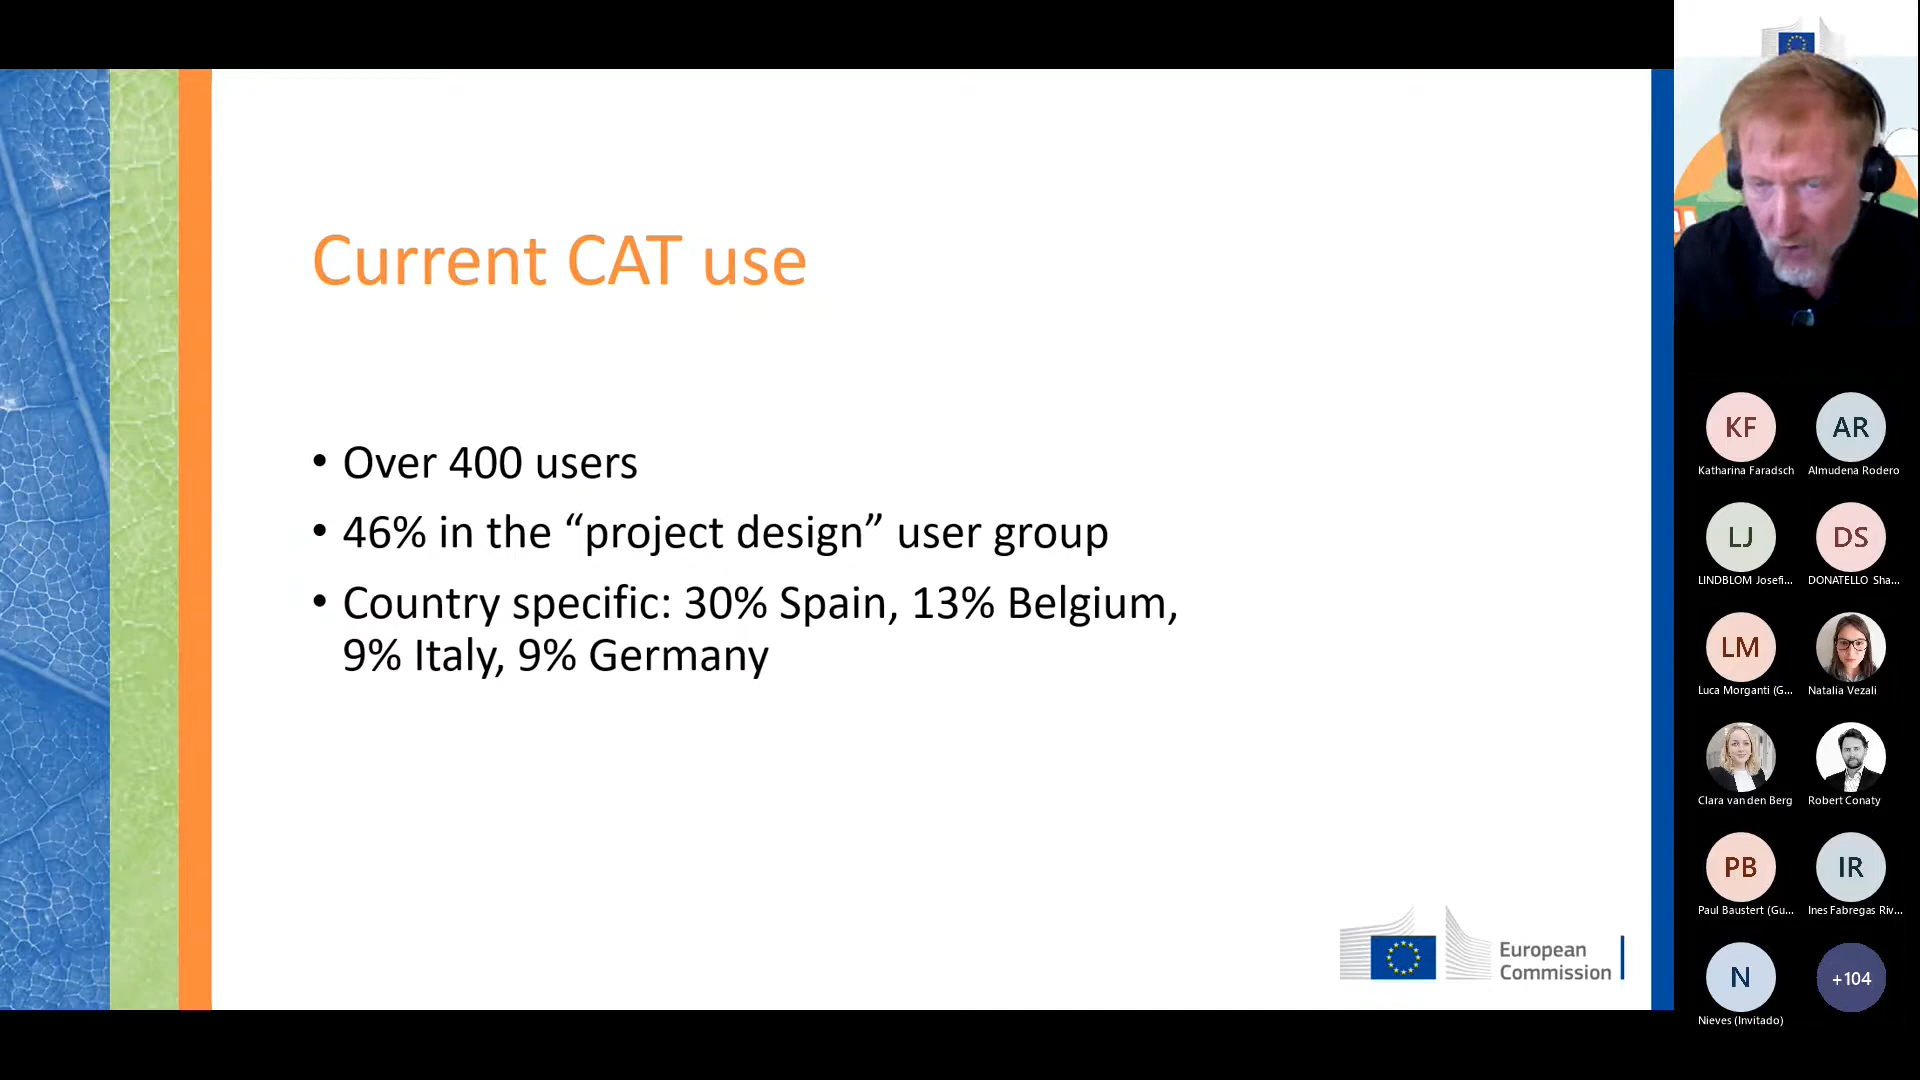 Current CAT use
• Over 400 users
• 46% in the “project design” user group
• Country specific: 30% Spain, 13% Belgium,
9% Italy, 9% Germany
European
Commission
KF
Katharina Faradsch
AR
Almudena Rodero
LJ
LINDBLOM Josefi...
DS
DONATELLO Sha...
LM
Luca Morganti (G...
Natalia Vezali
Clara van den Berg
Robert Conaty
PB
Paul Baustert (Gu...
IR
Ines Fabregas Riv...
N
Nieves (Invitado)
+104